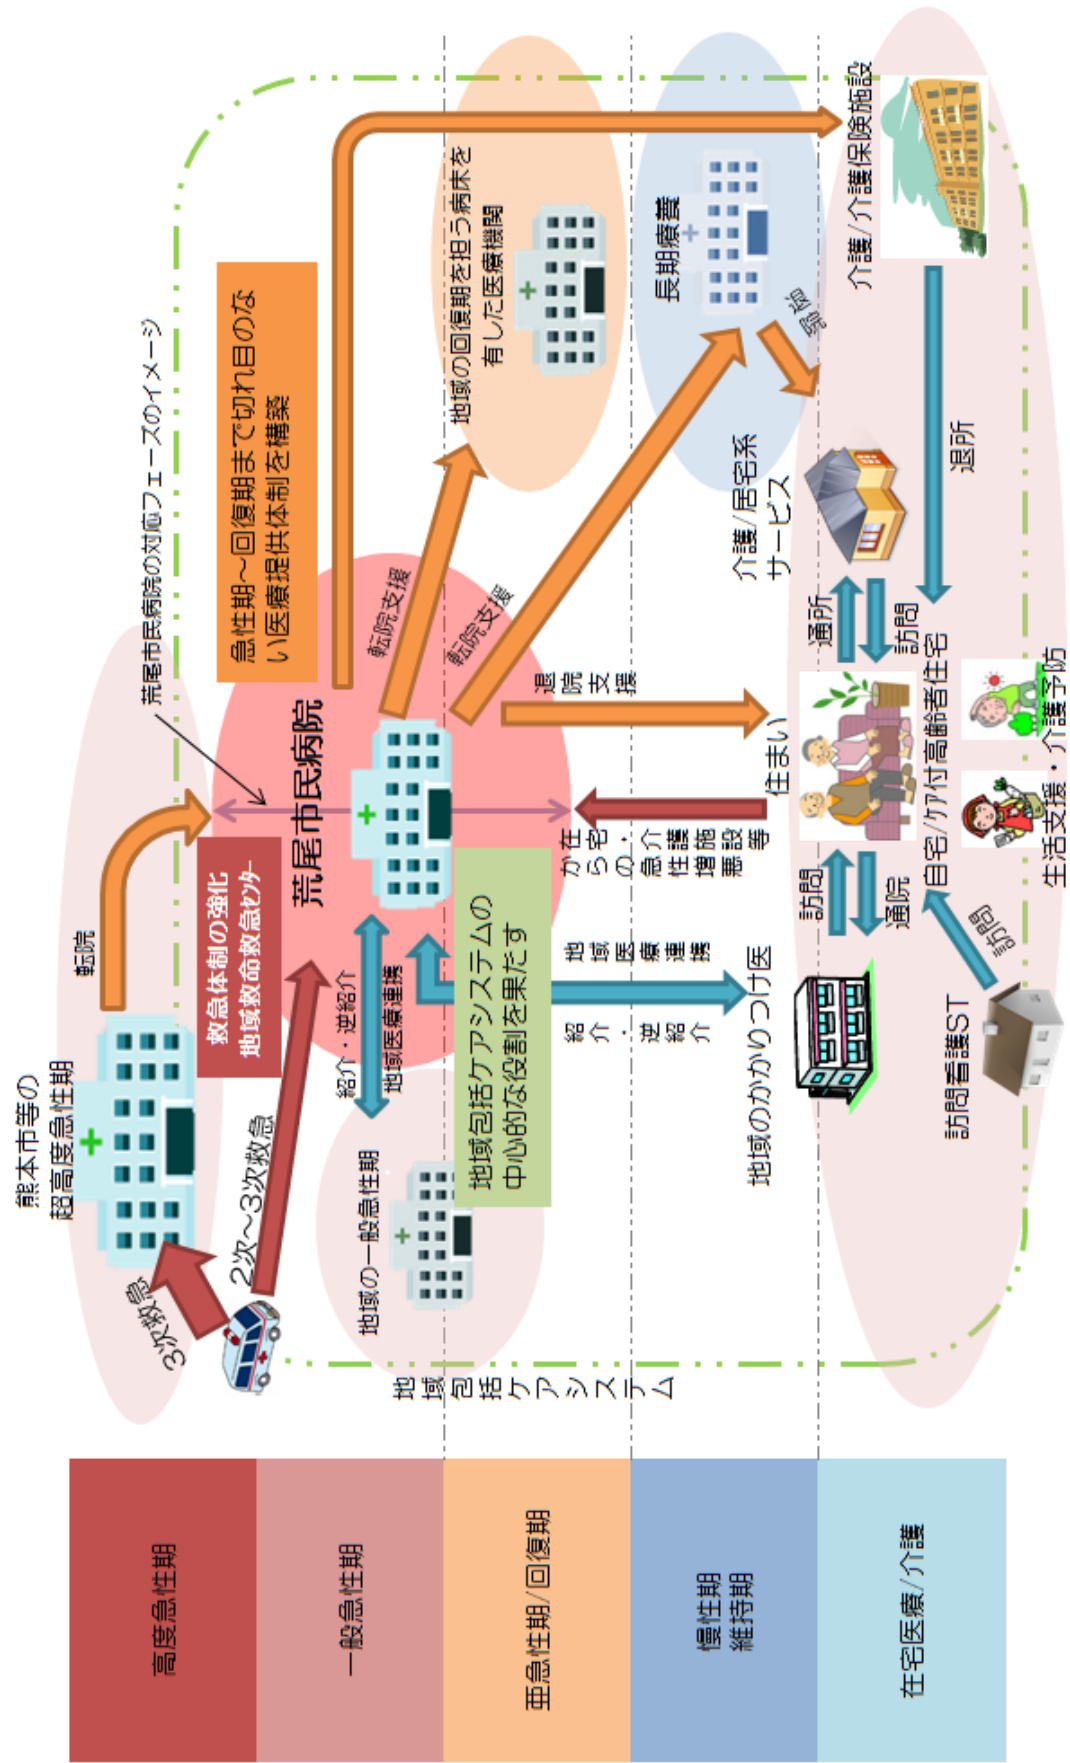 高度急性期
一般急性期
亜急性期/回復期
慢性期
維持期
在宅医療/介護
地域包括ケアシステム
熊本市等の
超高度急性期
転院
3次救急
2次～3次救急
救急体制の強化
地域救命救急ｾﾝﾀｰ
荒尾市民病院の対応フェーズのイメージ
急性期～回復期まで切れ目のな
い医療提供体制を構築
荒尾市民病院
地域の一般急性期
紹介・逆紹介
地域医療連携
転院支援
転院支援
地域の回復期を担う病床を
有した医療機関
地域包括ケアシステムの
中心的な役割を果たす
地域医療連携
紹介・逆紹介
在宅・介護施設等
からの急性増悪
退院
支援
長期療養
退院
地域のかかりつけ医
住まい
介護/居宅系
サービス
介護/介護保険施設
訪問
通院
通所
訪問
退所
自宅/ｹｱ付高齢者住宅
訪問看護ST
訪問
生活支援・介護予防